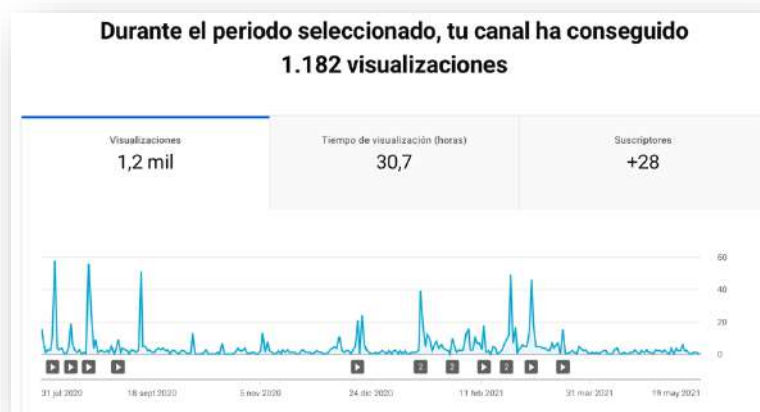 Durante el periodo seleccionado, tu canal ha conseguido
1.182 visualizaciones
Visualizaciones
1,2 mil
Tiempo de visualización (horas)
30,7
Suscriptores
+28
60
40
20
0
2
2
2
31 jul 2020
18 sept 2020
5 nov 2020
24 dic 2020
11 feb 2021
31 mar 2021
19 may 2021